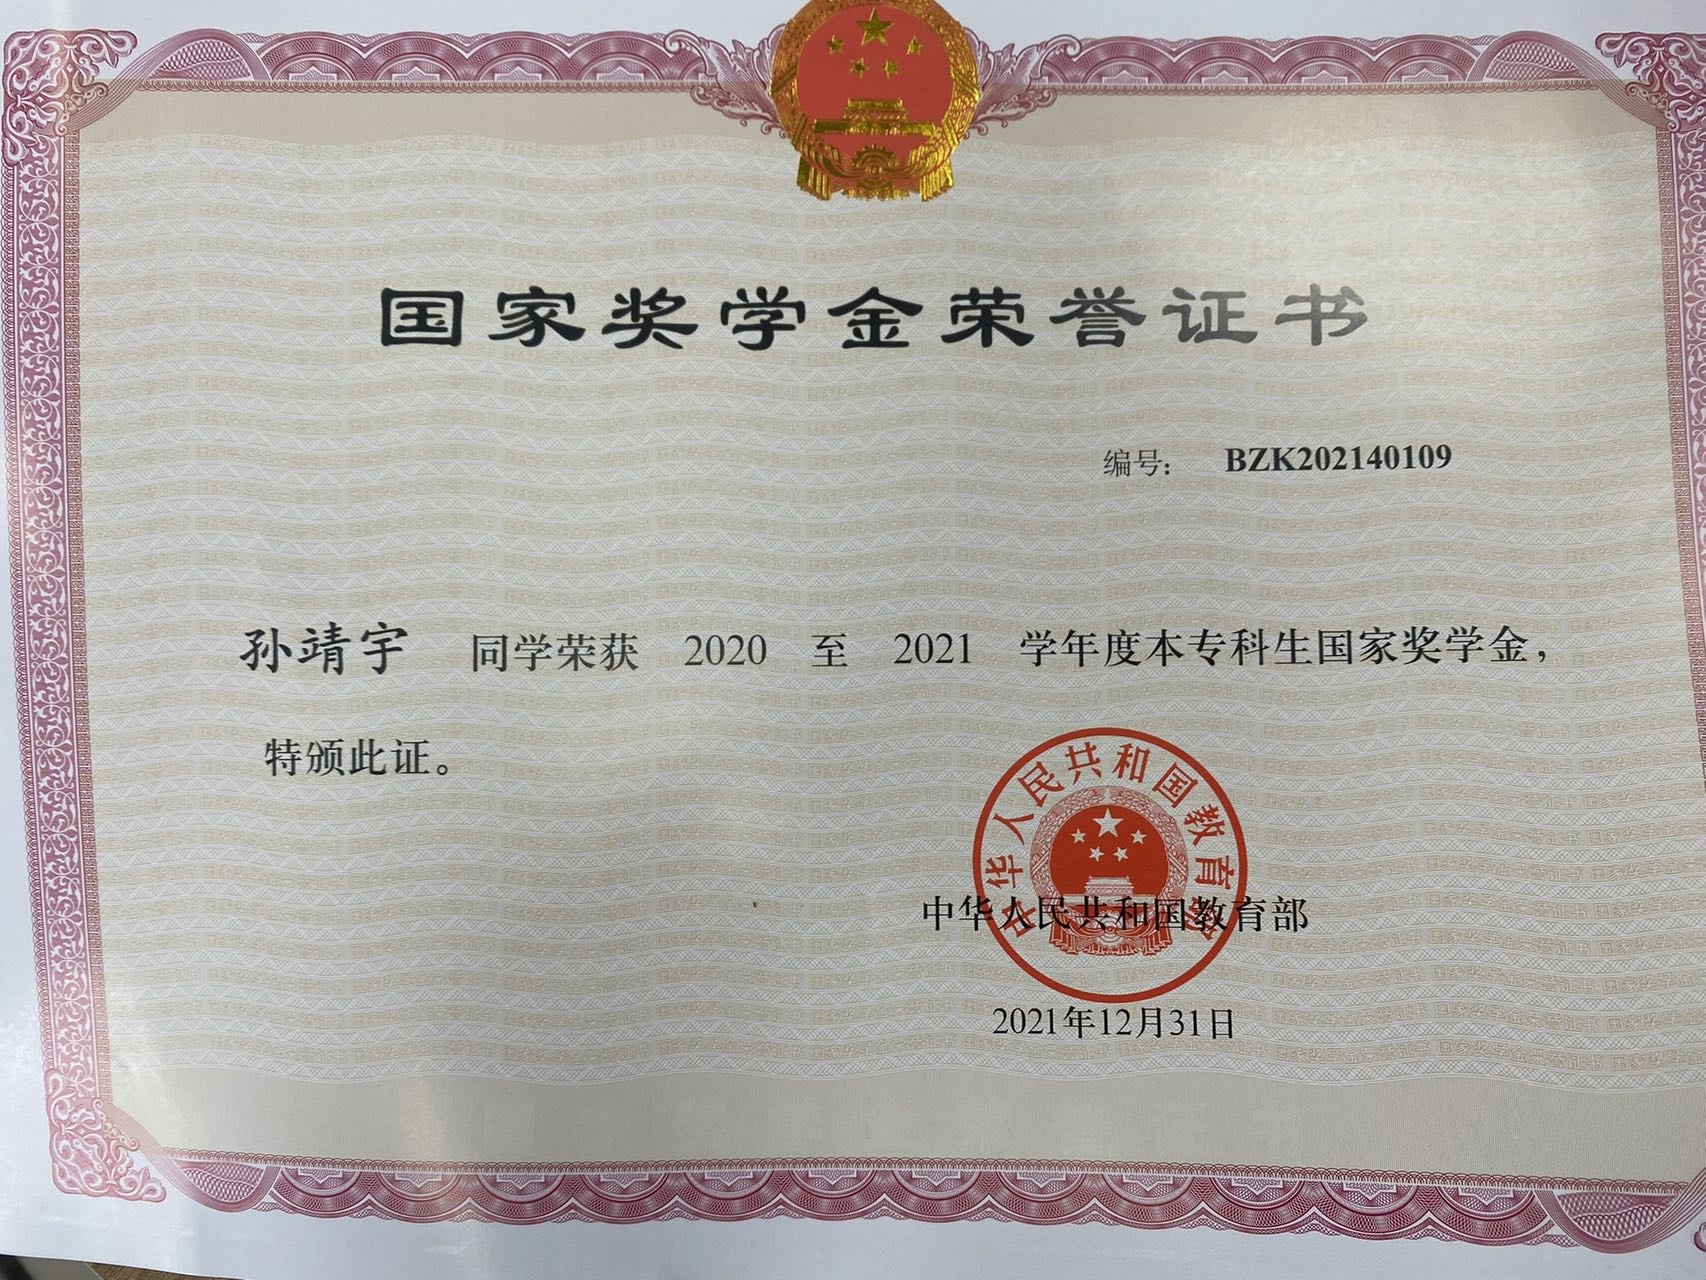 国家奖学金荣誉证书
编号： BZK202140109
孙靖宇 同学荣获 2020 至 2021 学年度本专科生国家奖学金，
特颁此证。
中华人民共和国教育部
中华人民共和国教育部
2021年12月31日